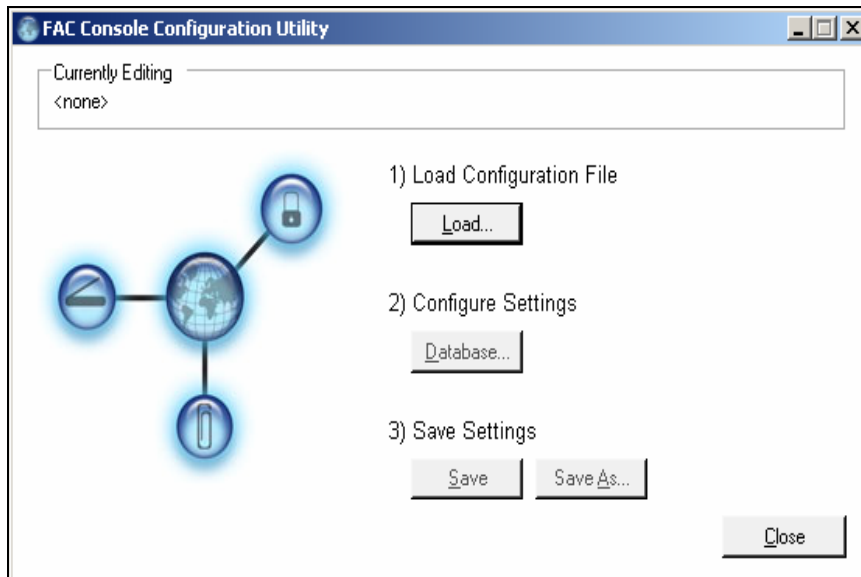 FAC Console Configuration Utility
Currently Editing
<none>
1) Load Configuration File
Load...
2) Configure Settings
Database...
3) Save Settings
Save Save As...
Close